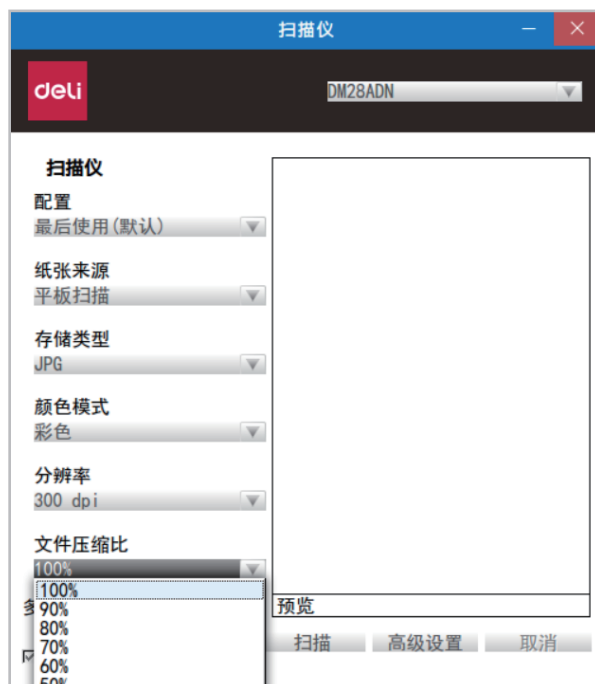 扫描仪
deli
DM28ADN
扫描仪
配置
最后使用(默认)
纸张来源
平板扫描
存储类型
JPG
颜色模式
彩色
分辨率
300 dpi
文件压缩比
100%
100%
90%
80%
70%
60%
50%
预览
扫描 高级设置 取消